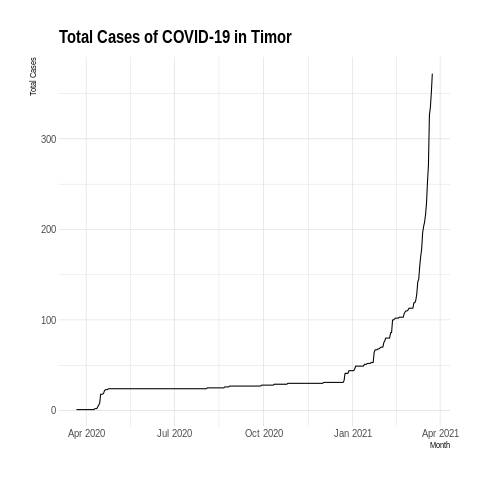 Total Cases of COVID-19 in Timor
Total Cases
300
200
100
0
Apr 2020 Jul 2020 Oct 2020 Jan 2021 Apr 2021
Month